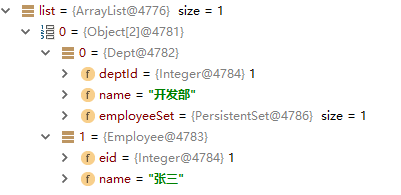 list = {ArrayList@4776} size = 1
0 = {Object[2]@4781}
0 = {Dept@4782}
f deptId = {Integer@4784} 1
f name = "开发部"
f employeeSet = {PersistentSet@4786} size = 1
1 = {Employee@4783}
f eid = {Integer@4784} 1
f name = "张三"